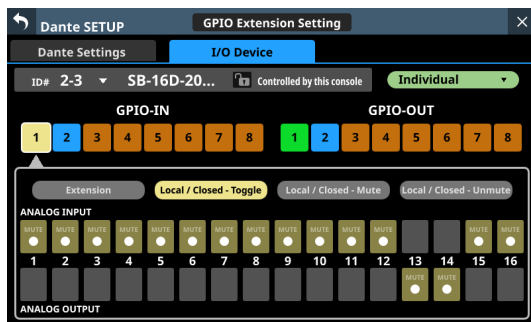 Dante SETUP GPIO Extension Setting ×
Dante Settings I/O Device
ID# 2-3 SB-16D-20... Controlled by this console Individual
GPIO-IN GPIO-OUT
1 2 3 4 5 6 7 8 1 2 3 4 5 6 7 8
Extension Local / Closed - Toggle Local / Closed - Mute Local / Closed - Unmute
ANALOG INPUT
MUTE MUTE MUTE MUTE MUTE MUTE MUTE MUTE MUTE MUTE MUTE MUTE MUTE MUTE
1 2 3 4 5 6 7 8 9 10 11 12 13 14 15 16
MUTE MUTE
ANALOG OUTPUT